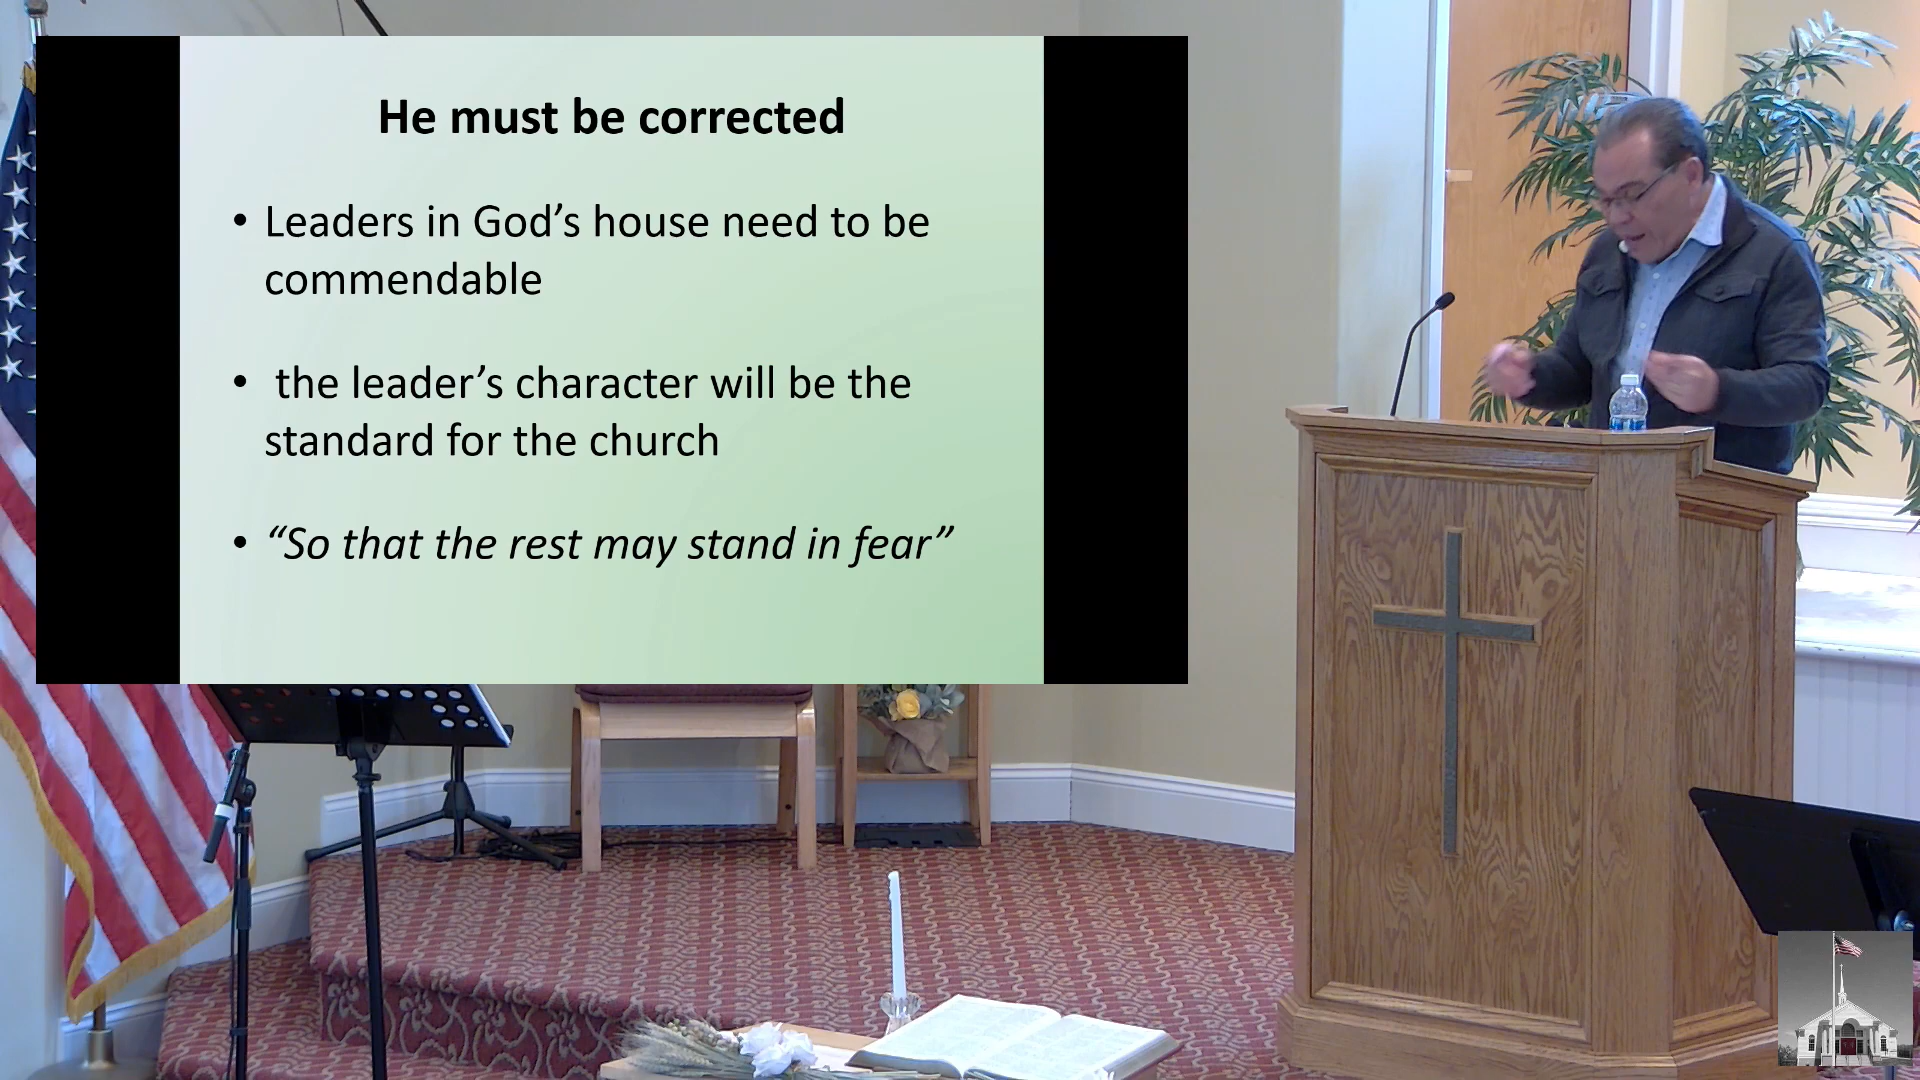 He must be corrected
• Leaders in God’s house need to be
commendable
• the leader’s character will be the
standard for the church
• “So that the rest may stand in fear”